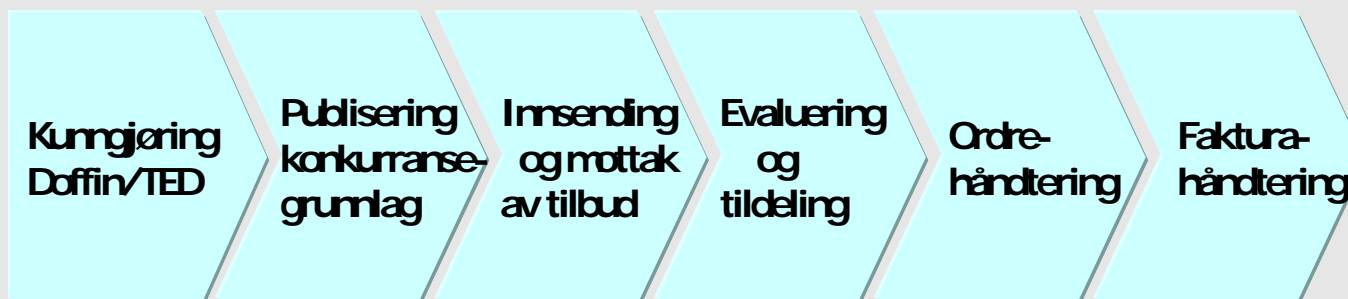 Kunngjøring
Doffin/TED
Publisering
konkurranse-
grunnlag
Innsending
og mottak
av tilbud
Evaluering
og
tildeling
Ordre-
håndtering
Faktura-
håndtering